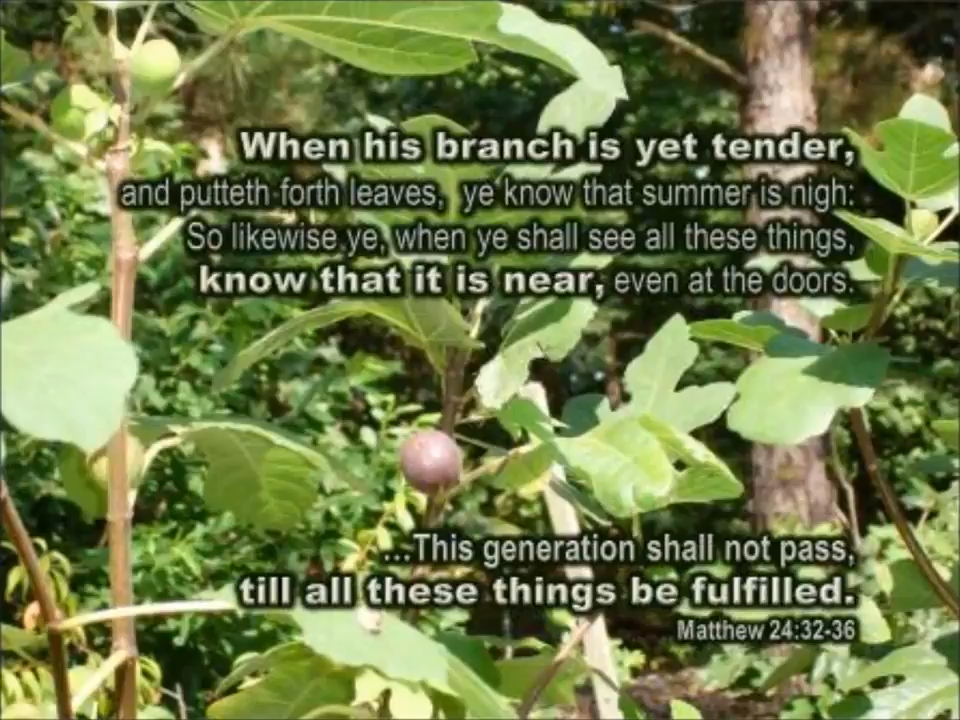 When his branch is yet tender,
and putteth forth leaves, ye know that summer is nigh:
So likewise ye, when ye shall see all these things,
know that it is near, even at the doors.
...This generation shall not pass,
till all these things be fulfilled.
Matthew 24:32-36